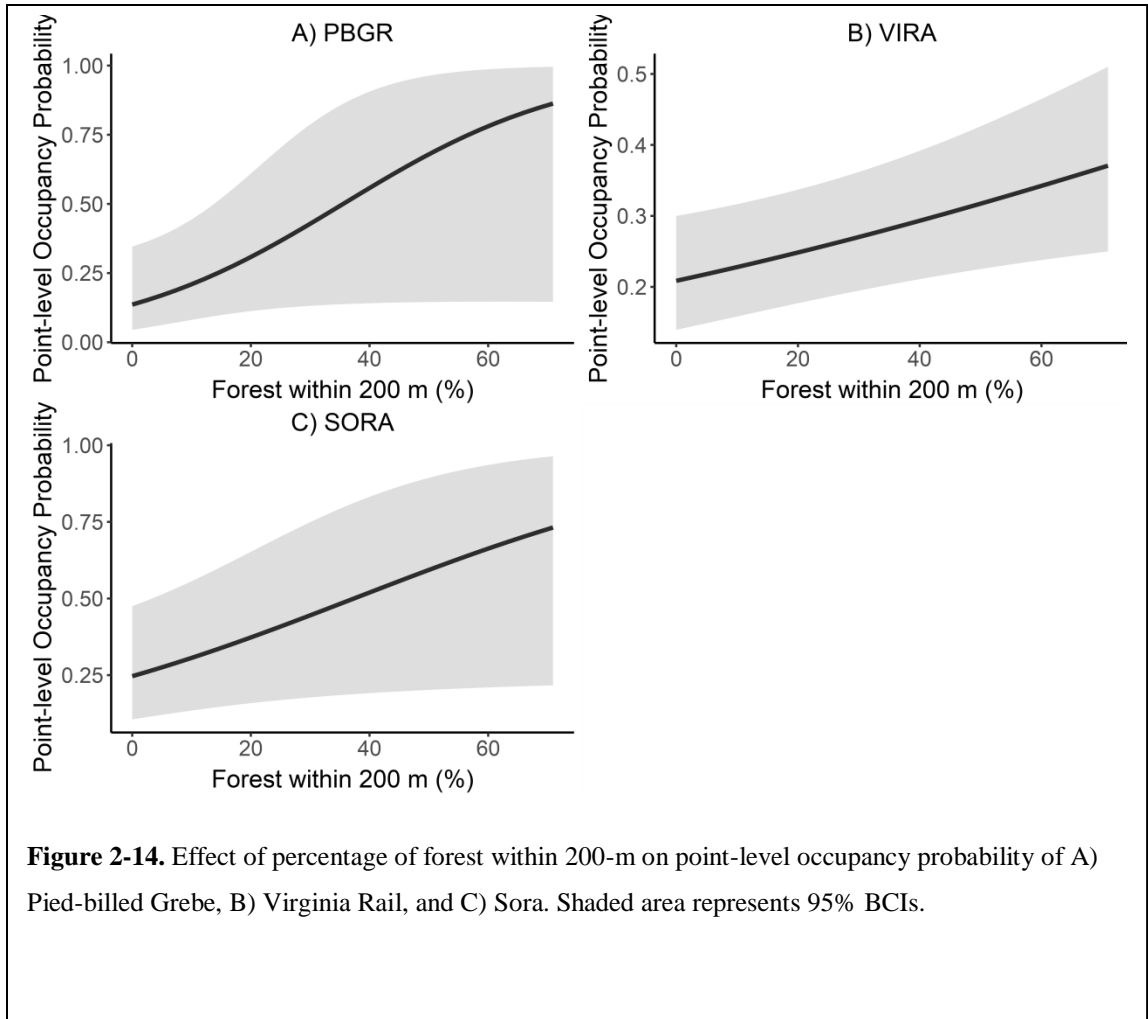 A) PBGR
Point-level Occupancy Probability
1.00
0.75
0.50
0.25
0.00
0 20 40 60
Forest within 200 m (%)
B) VIRA
Point-level Occupancy Probability
0.5
0.4
0.3
0.2
0 20 40 60
Forest within 200 m (%)
C) SORA
Point-level Occupancy Probability
1.00
0.75
0.50
0.25
0 20 40 60
Forest within 200 m (%)
Figure 2-14. Effect of percentage of forest within 200-m on point-level occupancy probability of A)
Pied-billed Grebe, B) Virginia Rail, and C) Sora. Shaded area represents 95% BCIs.